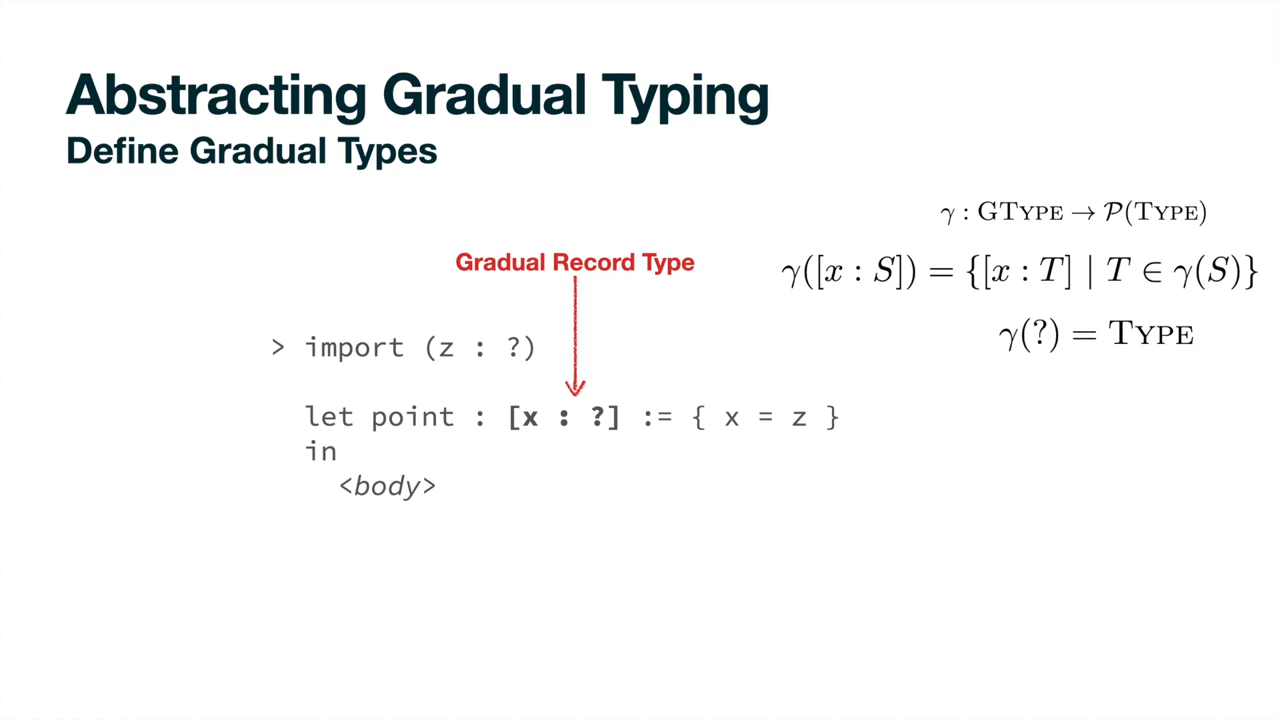 Abstracting Gradual Typing
Define Gradual Types
γ : GTYPE → 𝒫(TYPE)
γ([x : S]) = {[x : T] | T ∈ γ(S)}
γ(?) = TYPE
Gradual Record Type
> import (z : ?)
let point : [x : ?] := { x = z }
in
<body>